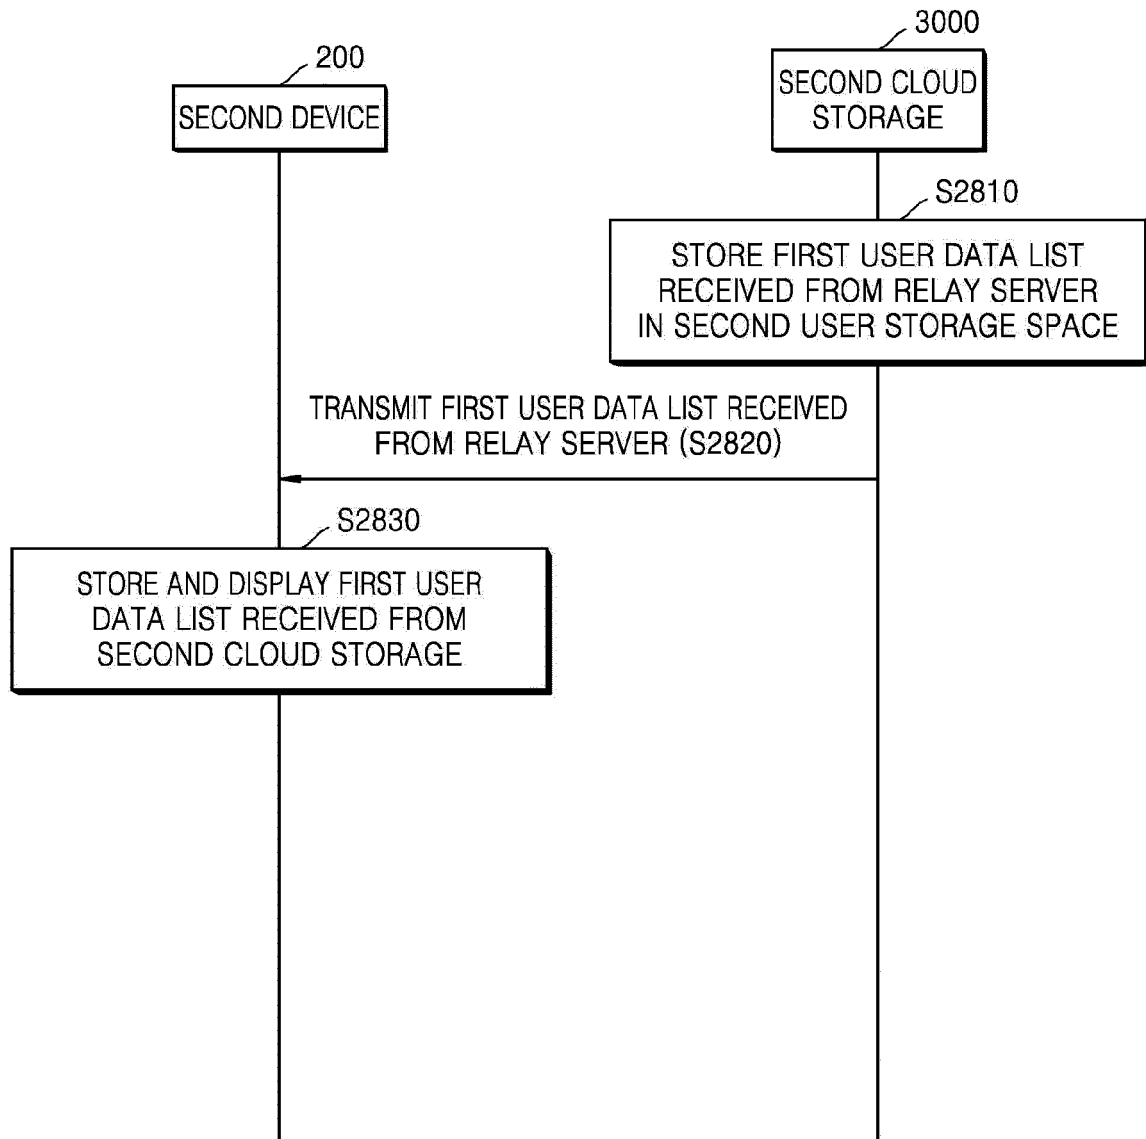 3000
200
SECOND DEVICE
SECOND CLOUD
STORAGE
S2810
STORE FIRST USER DATA LIST
RECEIVED FROM RELAY SERVER
IN SECOND USER STORAGE SPACE
TRANSMIT FIRST USER DATA LIST RECEIVED
FROM RELAY SERVER (S2820)
S2830
STORE AND DISPLAY FIRST USER
DATA LIST RECEIVED FROM
SECOND CLOUD STORAGE